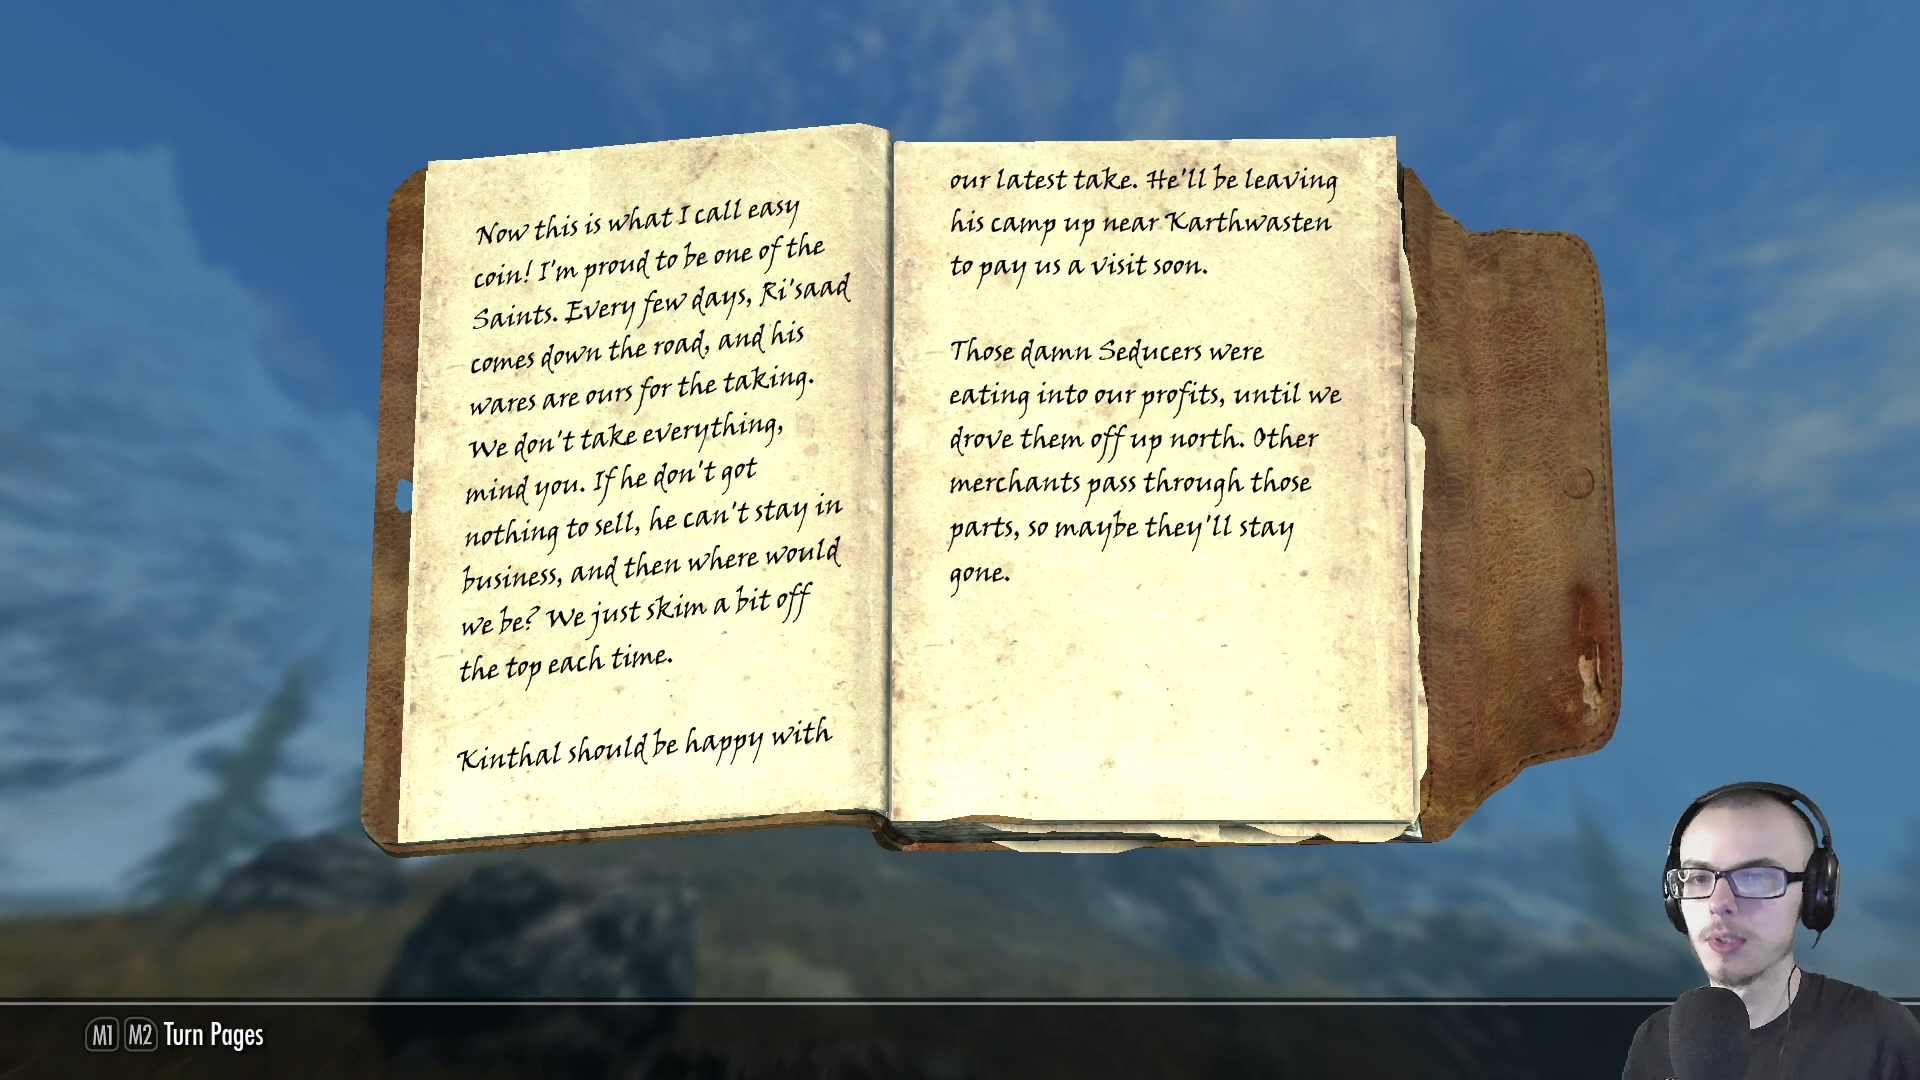 Now this is what I call easy
coin! I'm proud to be one of the
Saints. Every few days, Ri'saad
comes down the road, and his
wares are ours for the taking.
We don't take everything,
mind you. If he don't got
nothing to sell, he can't stay in
business, and then where would
we be? We just skim a bit off
the top each time.
Kinthal should be happy with
our latest take. He'll be leaving
his camp up near Karthwasten
to pay us a visit soon.
Those damn Seducers were
eating into our profits, until we
drove them off up north. Other
merchants pass through those
parts, so maybe they'll stay
gone.
M1 M2 Turn Pages